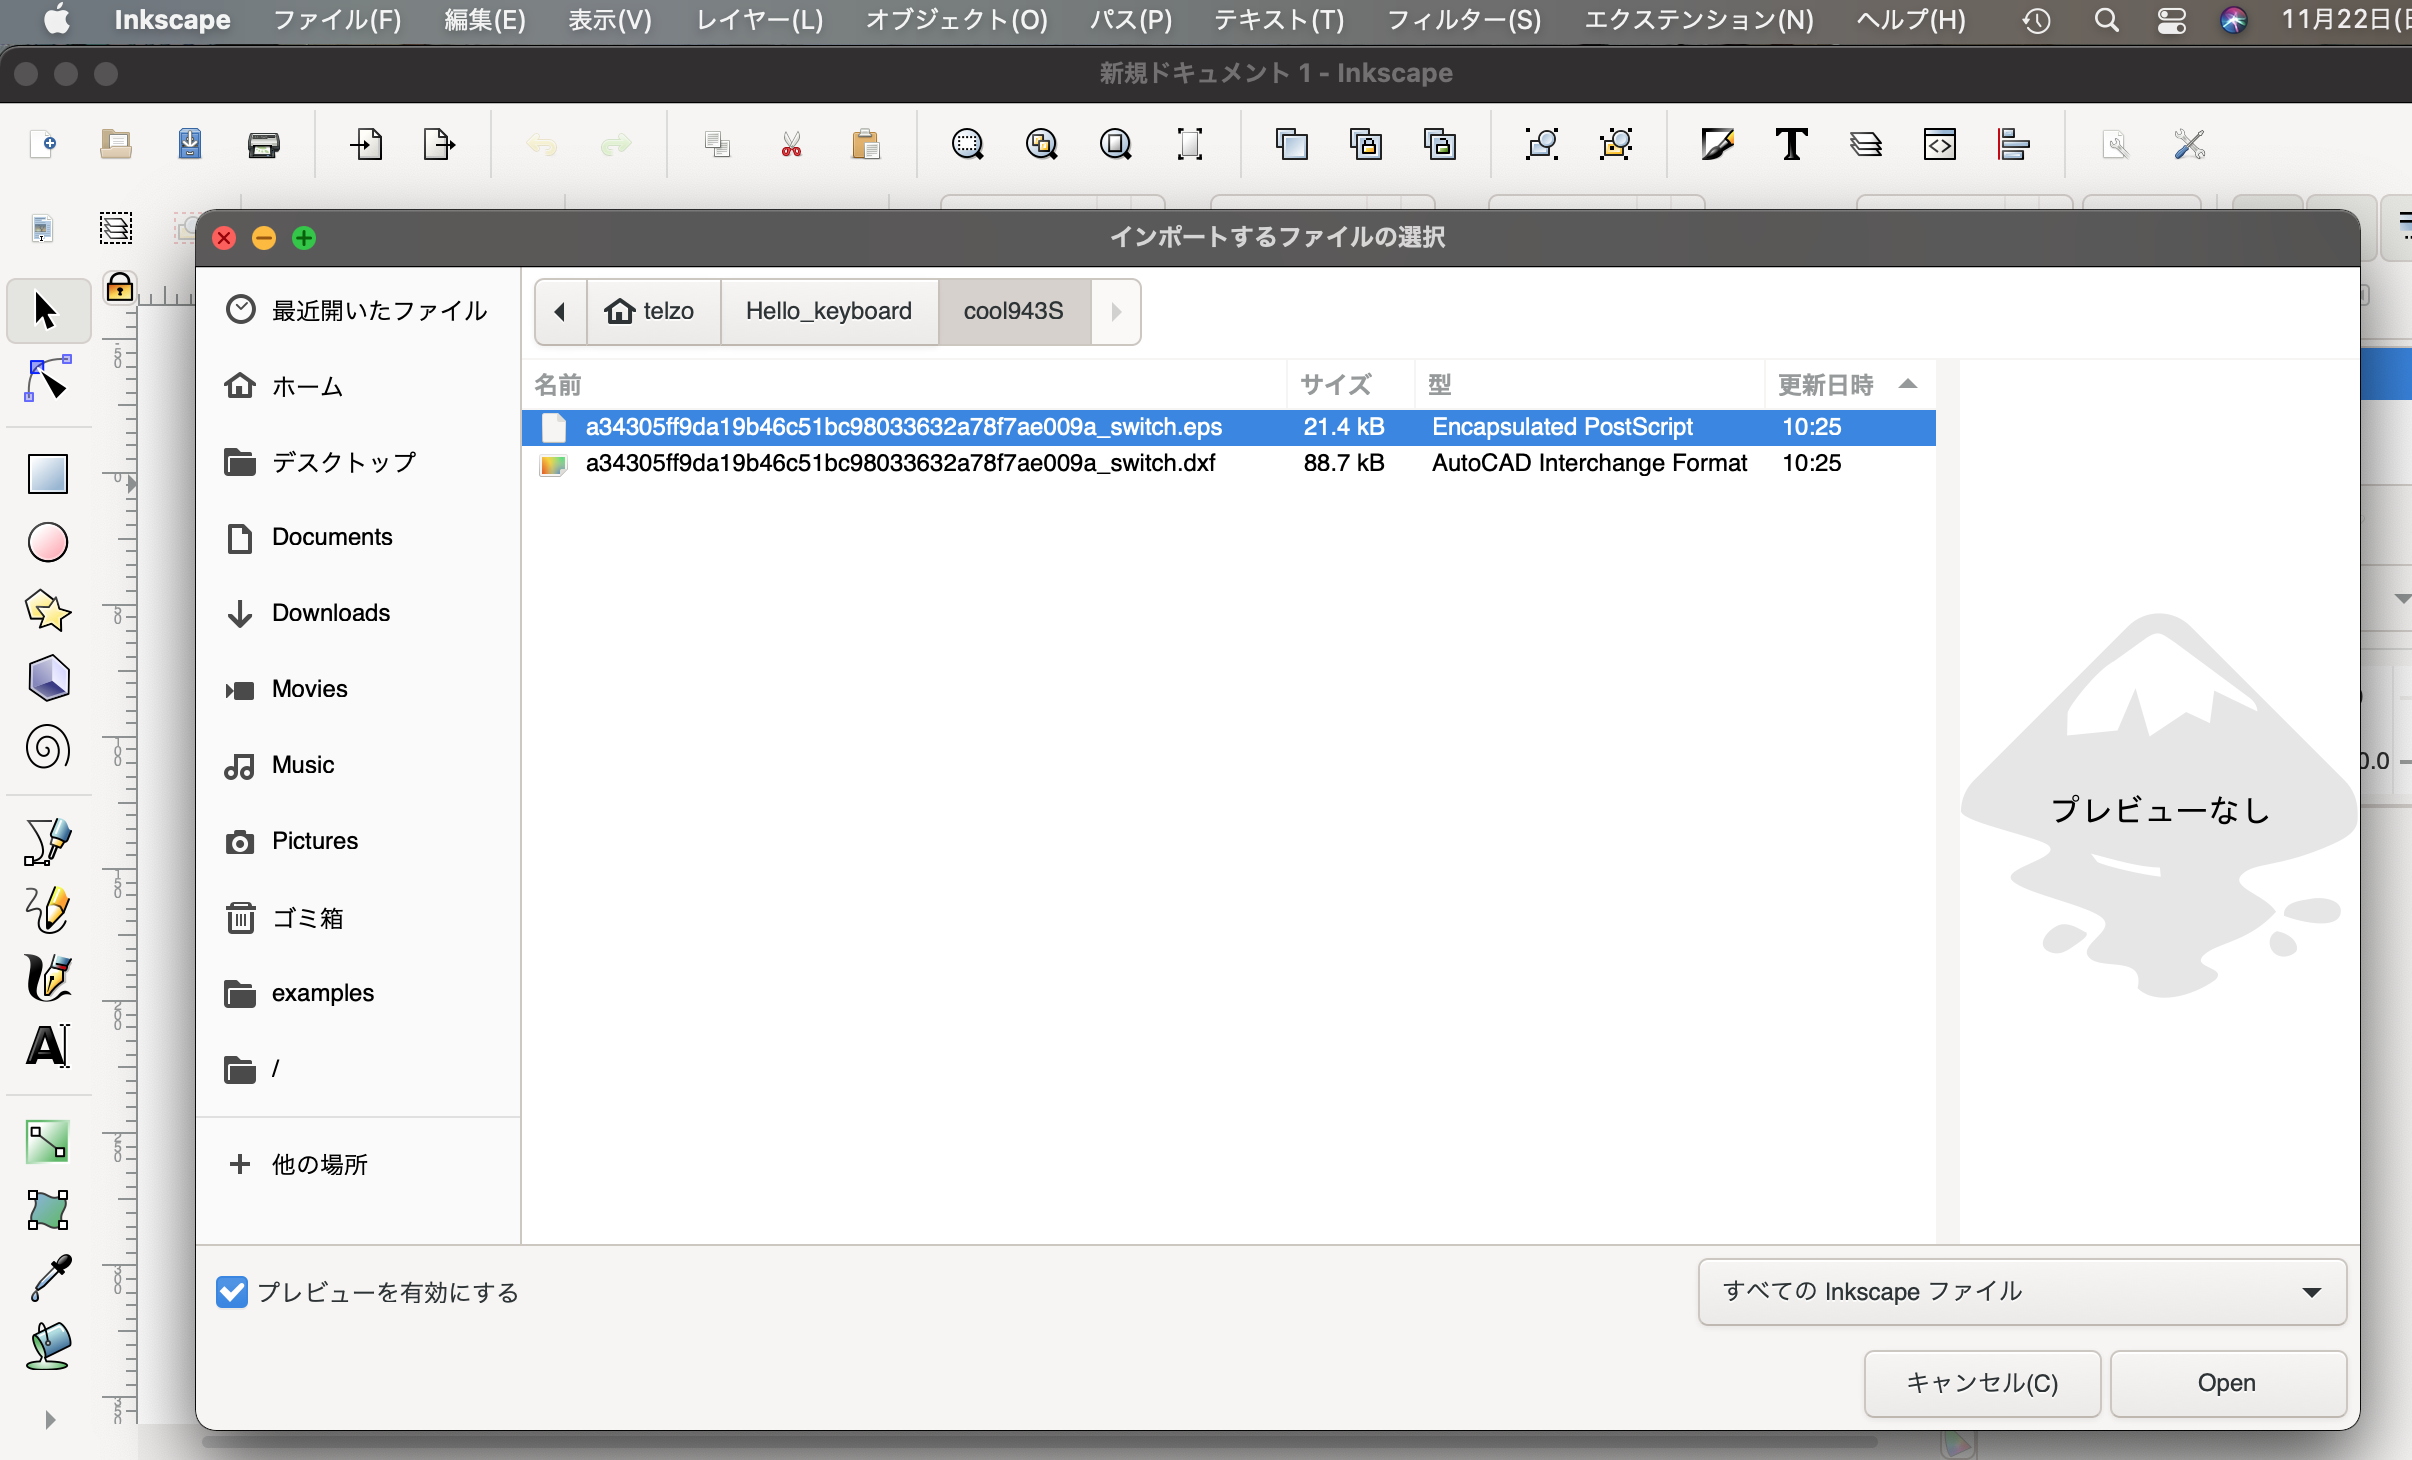 Inkscape ファイル(F) 編集(E) 表示(V) レイヤー(L) オブジェクト(O) パス(P) テキスト(T) フィルター(S) エクステンション(N) ヘルプ(H) 11月22日(
新規ドキュメント 1 - Inkscape
インポートするファイルの選択
最近開いたファイル
ホーム
デスクトップ
Documents
Downloads
Movies
Music
Pictures
ゴミ箱
examples
/
他の場所
telzo Hello_keyboard cool943S
名前 サイズ 型 更新日時
a34305ff9da19b46c51bc98033632a78f7ae009a_switch.eps 21.4 kB Encapsulated PostScript 10:25
a34305ff9da19b46c51bc98033632a78f7ae009a_switch.dxf 88.7 kB AutoCAD Interchange Format 10:25
プレビューなし
プレビューを有効にする
すべての Inkscape ファイル
キャンセル(C) Open